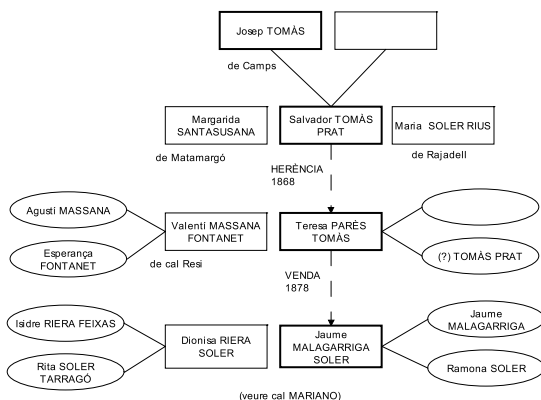 Josep TOMÀS
de Camps
Margarida
SANTASUSANA
Salvador TOMÀS
PRAT
Maria SOLER RIUS
de Matamargó
de Rajadell
HERÈNCIA
1868
Agustí MASSANA
Esperança
FONTANET
Valentí MASSANA
FONTANET
de cal Resi
Teresa PARÈS
TOMÀS
(?) TOMÀS PRAT
VENDA
1878
Isidre RIERA FEIXAS
Rita SOLER
TARRAGÓ
Dionisa RIERA
SOLER
Jaume
MALAGARRIGA
SOLER
Jaume
MALAGARRIGA
Ramona SOLER
(veure cal MARIANO)